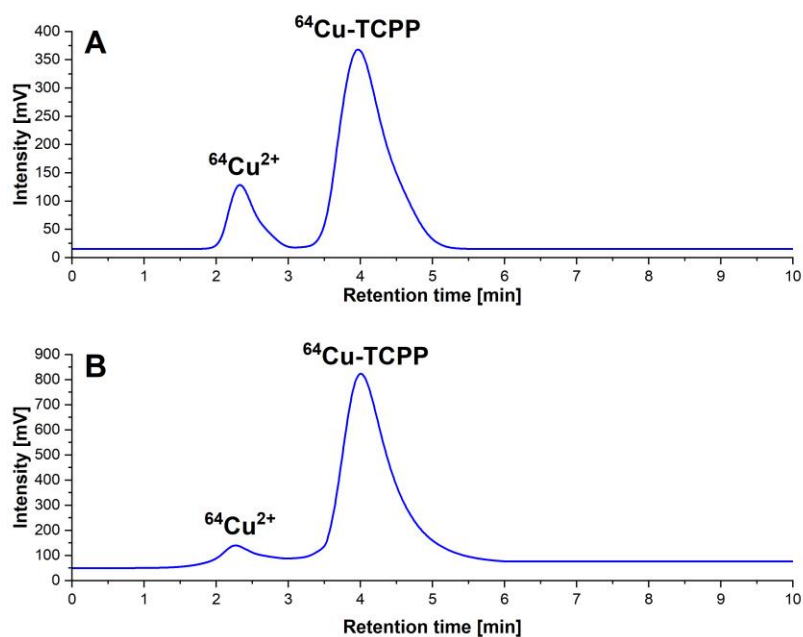 A
⁶⁴Cu-TCPP
⁶⁴Cu²⁺
Intensity [mV]
400
350
300
250
200
150
100
50
0
0 1 2 3 4 5 6 7 8 9 10
Retention time [min]
B
⁶⁴Cu-TCPP
⁶⁴Cu²⁺
Intensity [mV]
900
800
700
600
500
400
300
200
100
0
0 1 2 3 4 5 6 7 8 9 10
Retention time [min]